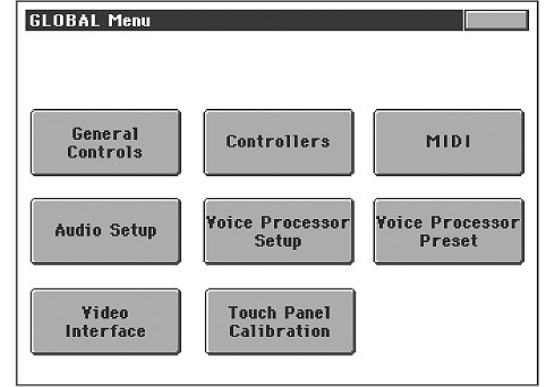 GLOBAL Menu
General
Controls
Controllers
MIDI
Audio Setup
Voice Processor
Setup
Voice Processor
Preset
Video
Interface
Touch Panel
Calibration